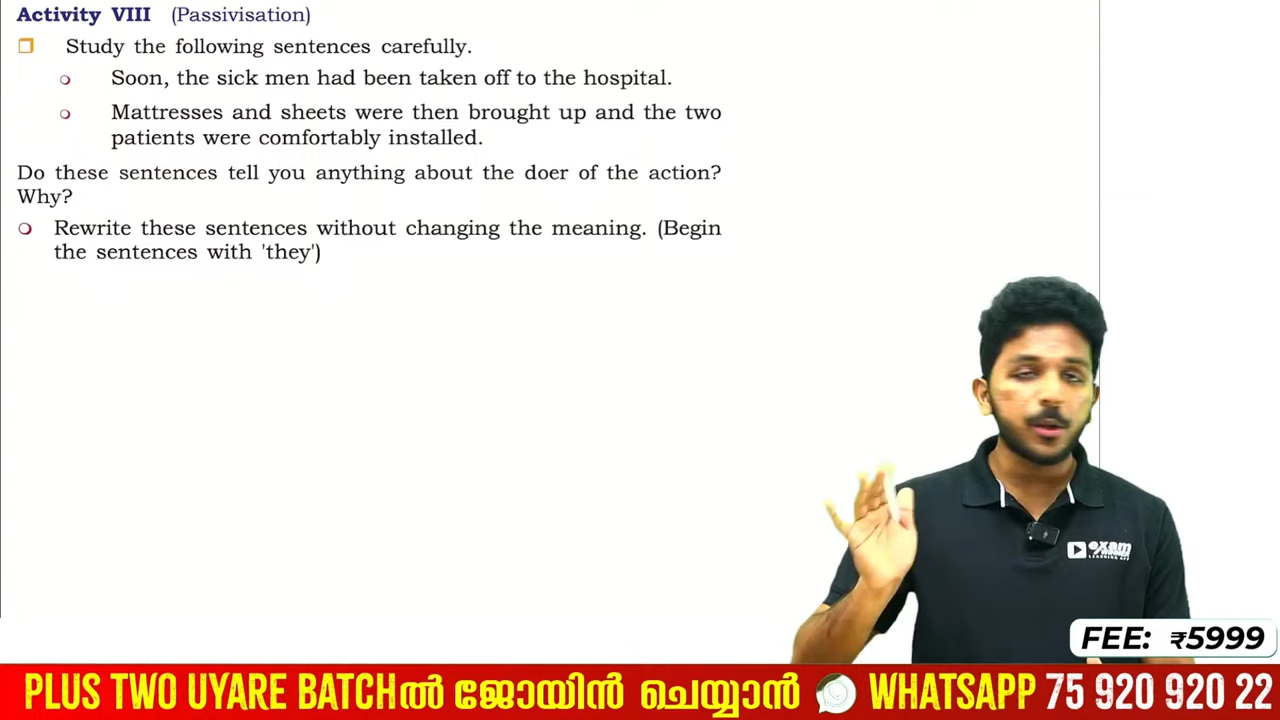 Activity VIII (Passivisation)
Study the following sentences carefully.
Soon, the sick men had been taken off to the hospital.
Mattresses and sheets were then brought up and the two
patients were comfortably installed.
Do these sentences tell you anything about the doer of the action?
Why?
Rewrite these sentences without changing the meaning. (Begin
the sentences with 'they')
exam
LEARNING APP
FEE: ₹5999
PLUS TWO UYARE BATCHൽ ജോയിൻ ചെയ്യാൻ WHATSAPP 75 920 920 22